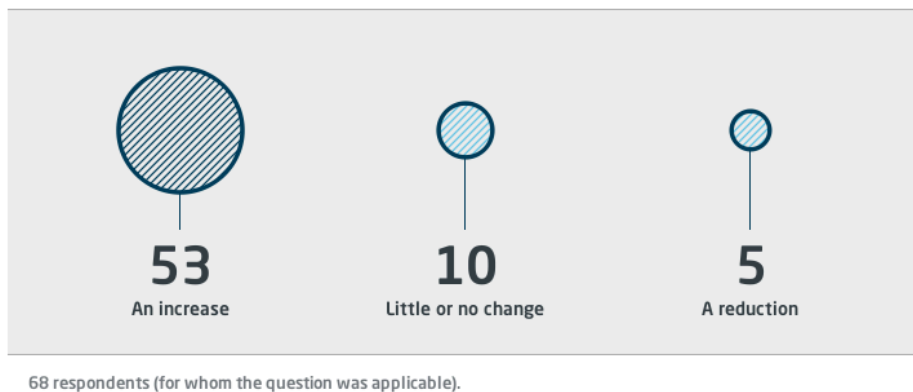 53
An increase
10
Little or no change
5
A reduction
68 respondents (for whom the question was applicable).